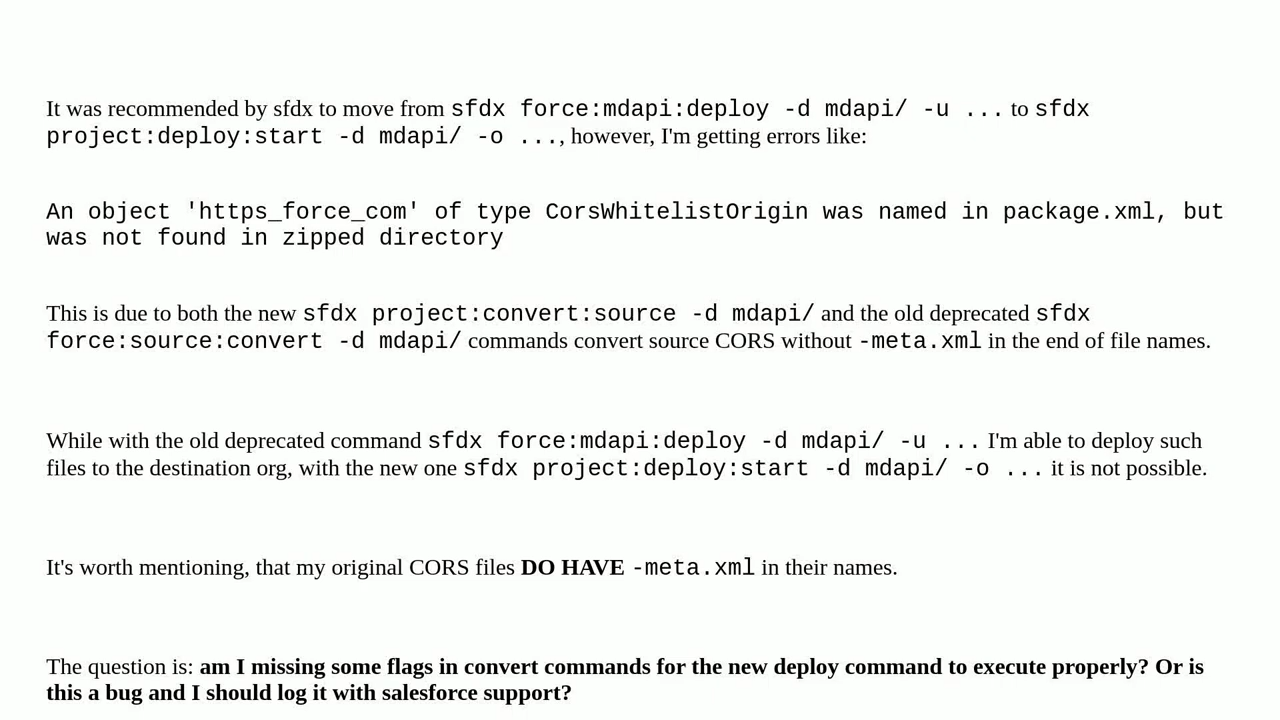 It was recommended by sfdx to move from sfdx force:mdapi:deploy -d mdapi/ -u ... to sfdx
project:deploy:start -d mdapi/ -o ..., however, I'm getting errors like:
An object 'https_force_com' of type CorsWhitelistOrigin was named in package.xml, but
was not found in zipped directory
This is due to both the new sfdx project:convert:source -d mdapi/ and the old deprecated sfdx
force:source:convert -d mdapi/ commands convert source CORS without -meta.xml in the end of file names.
While with the old deprecated command sfdx force:mdapi:deploy -d mdapi/ -u ... I'm able to deploy such
files to the destination org, with the new one sfdx project:deploy:start -d mdapi/ -o ... it is not possible.
It's worth mentioning, that my original CORS files DO HAVE -meta.xml in their names.
The question is: am I missing some flags in convert commands for the new deploy command to execute properly? Or is
this a bug and I should log it with salesforce support?